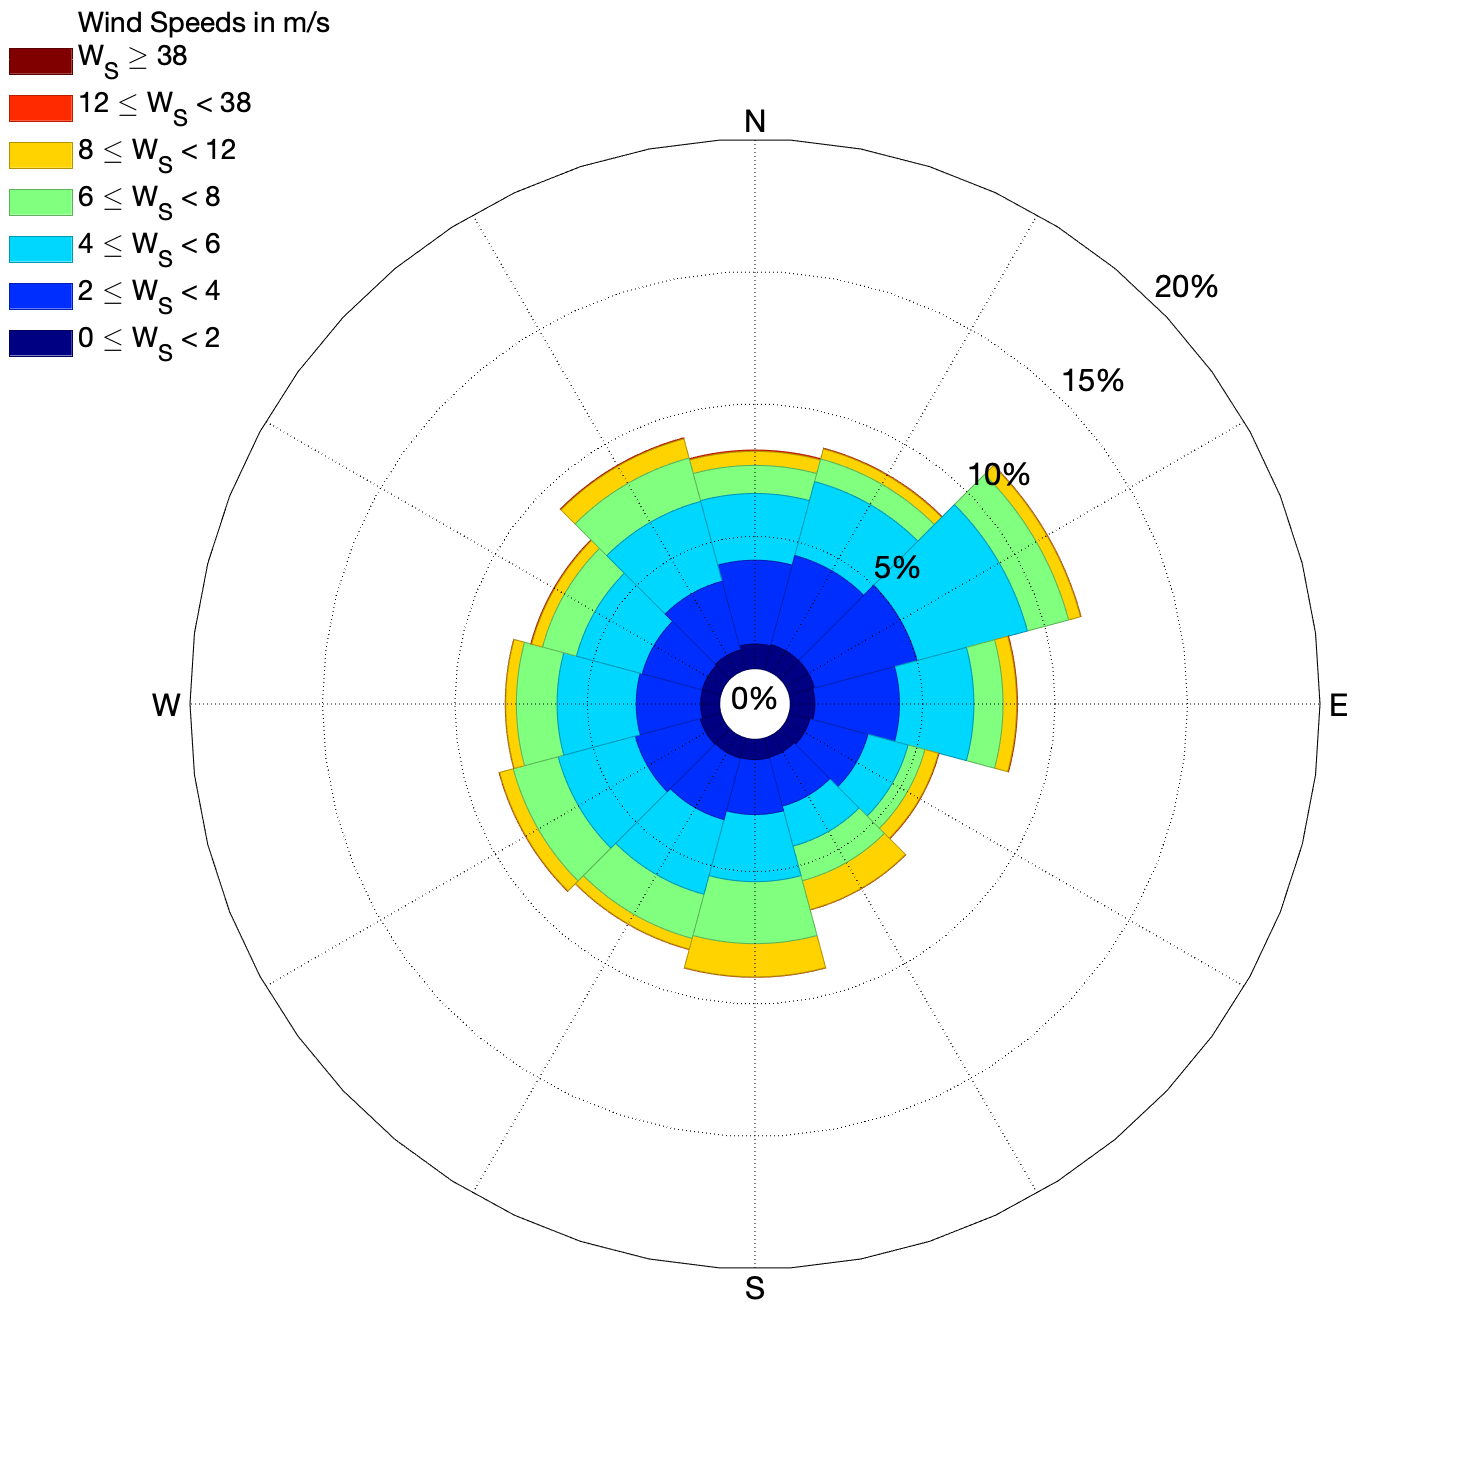 Wind Speeds in m/s
W_S ≥ 38
12 ≤ W_S < 38
8 ≤ W_S < 12
6 ≤ W_S < 8
4 ≤ W_S < 6
2 ≤ W_S < 4
0 ≤ W_S < 2
N
20%
15%
10%
5%
0%
W
E
S